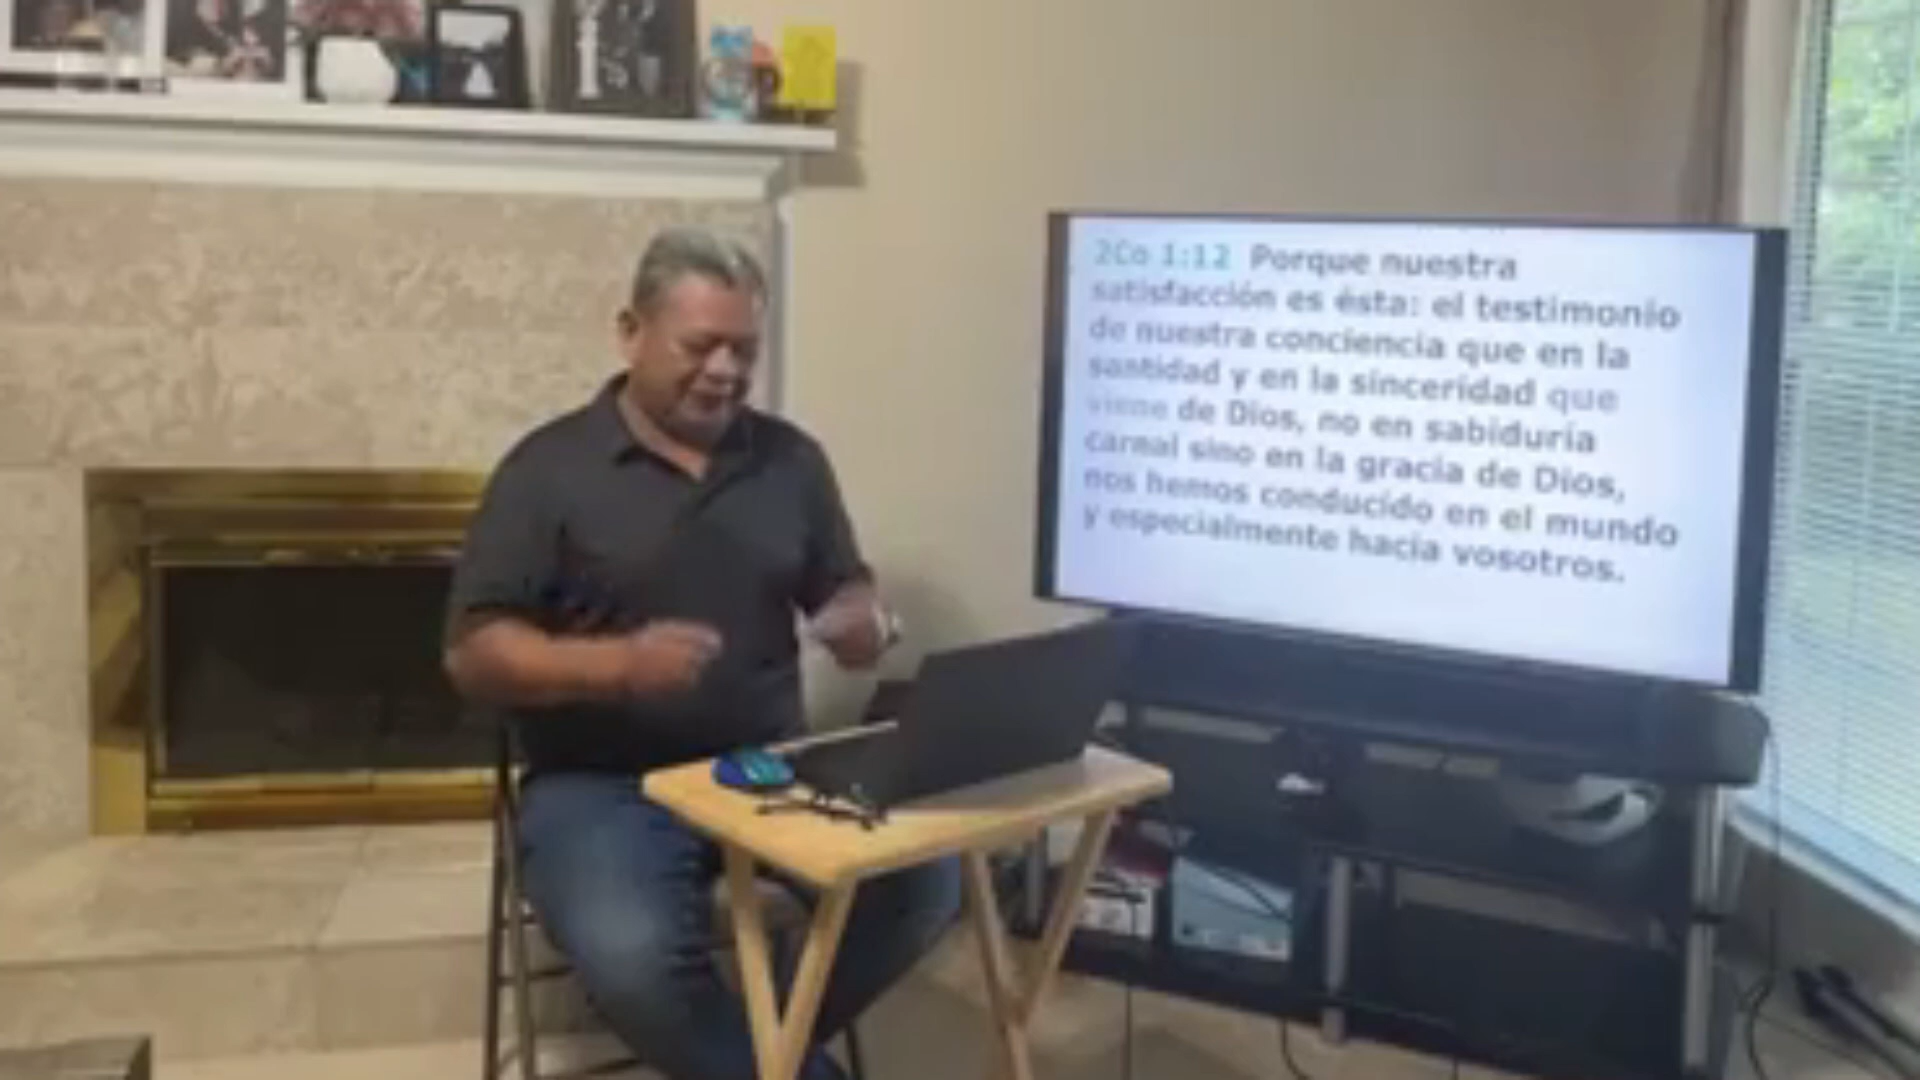 2Co 1:12 Porque nuestra
satisfacción es ésta: el testimonio
de nuestra conciencia que en la
santidad y en la sinceridad que
viene de Dios, no en sabiduría
carnal sino en la gracia de Dios,
nos hemos conducido en el mundo
y especialmente hacia vosotros.